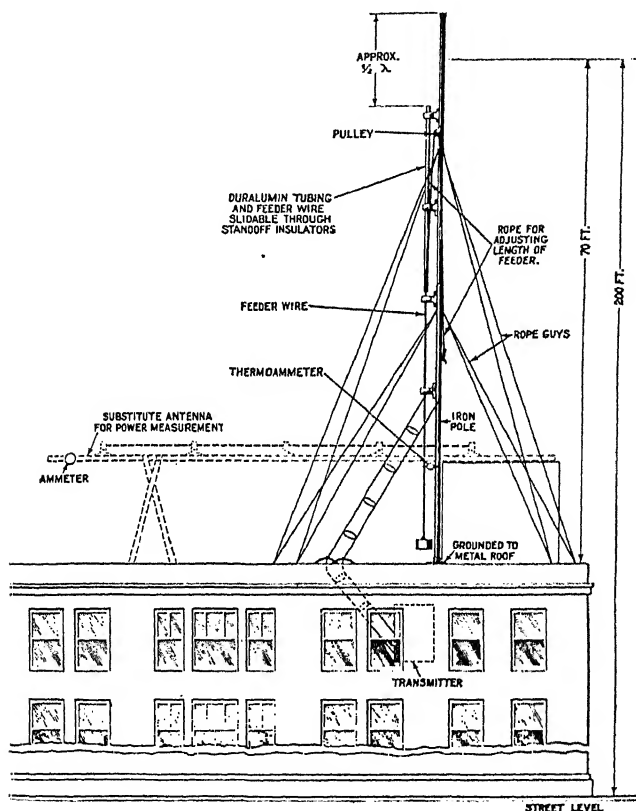 APPROX.
½ λ
PULLEY
DURALUMIN TUBING
AND FEEDER WIRE
SLIDABLE THROUGH
STANDOFF INSULATORS
ROPE FOR
ADJUSTING
LENGTH OF
FEEDER.
70 FT.
200 FT.
FEEDER WIRE
ROPE GUYS
THERMOAMMETER
SUBSTITUTE ANTENNA
FOR POWER MEASUREMENT
IRON
POLE
AMMETER
GROUNDED TO
METAL ROOF
TRANSMITTER
STREET LEVEL